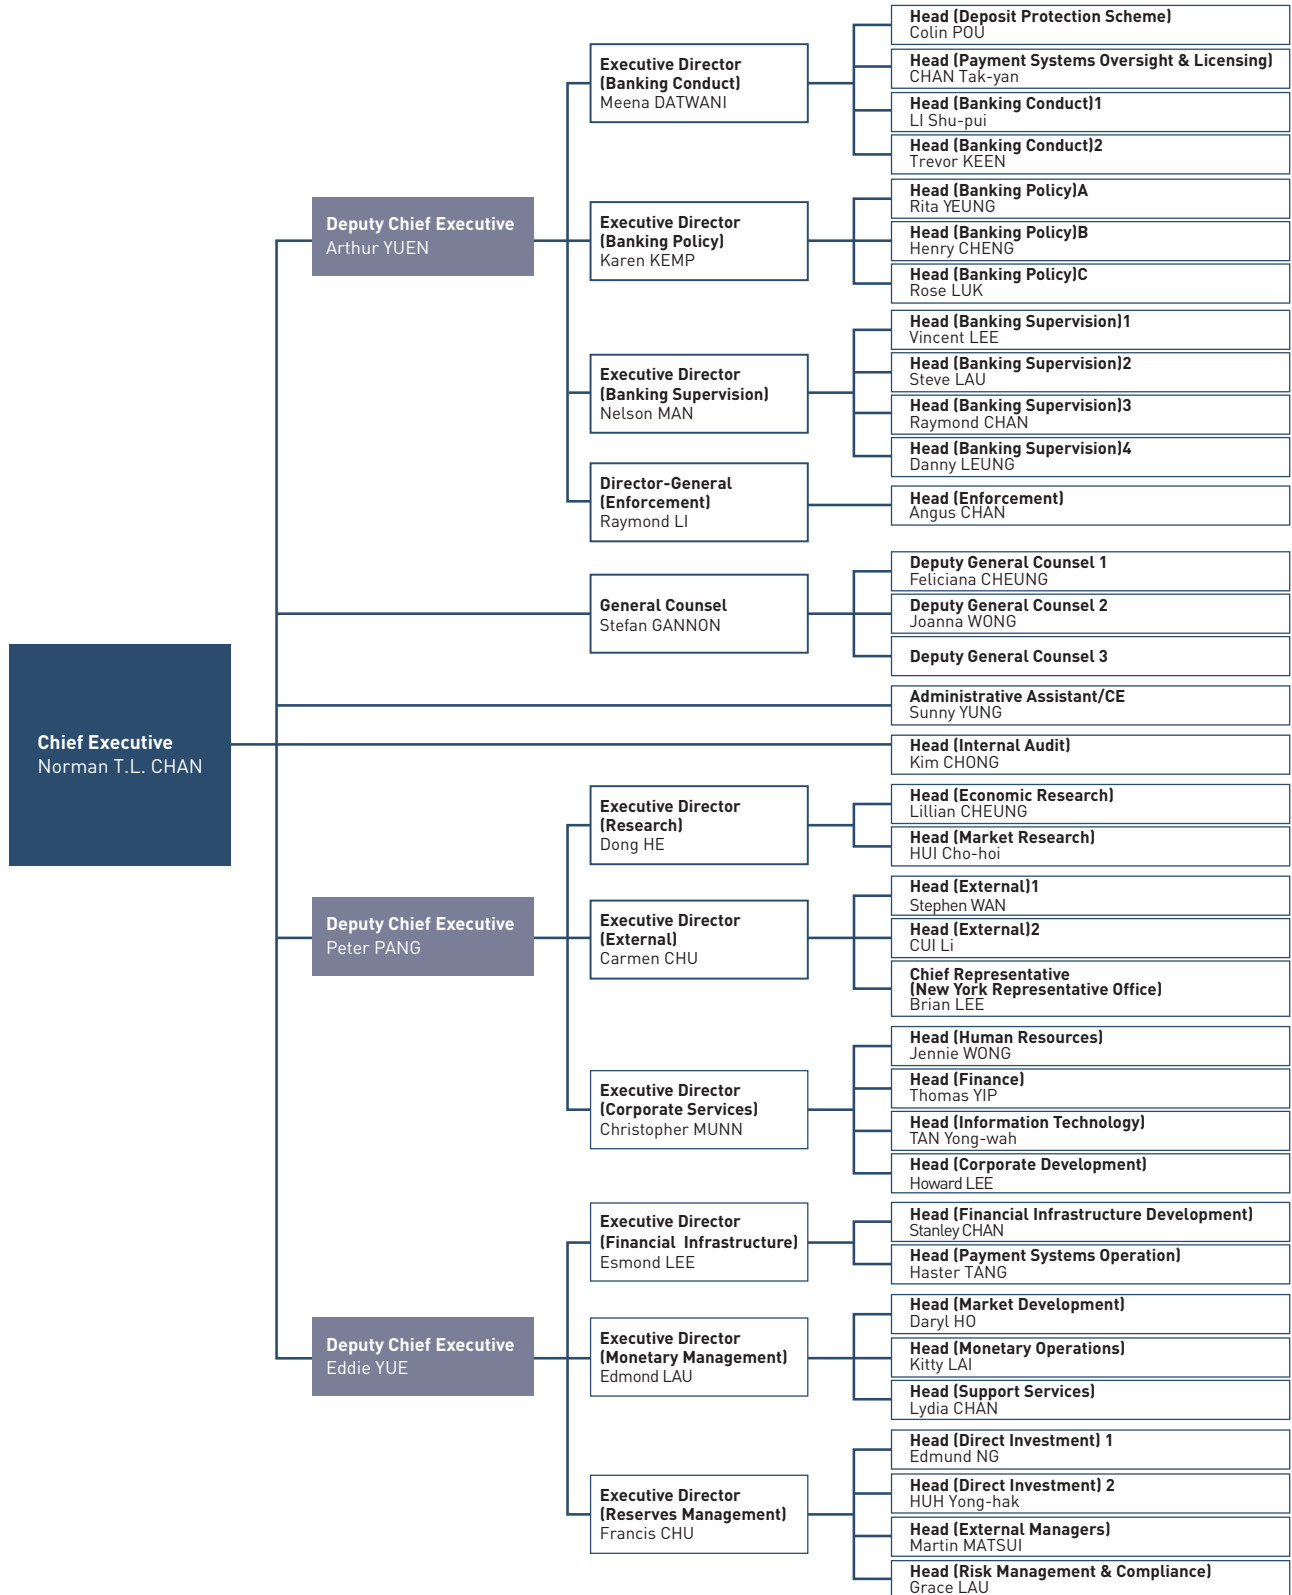 Chief Executive
Norman T.L. CHAN
Deputy Chief Executive
Arthur YUEN
Executive Director
(Banking Conduct)
Meena DATWANI
Head (Deposit Protection Scheme)
Colin POU
Head (Payment Systems Oversight & Licensing)
CHAN Tak-yan
Head (Banking Conduct)1
LI Shu-pui
Head (Banking Conduct)2
Trevor KEEN
Executive Director
(Banking Policy)
Karen KEMP
Head (Banking Policy)A
Rita YEUNG
Head (Banking Policy)B
Henry CHENG
Head (Banking Policy)C
Rose LUK
Executive Director
(Banking Supervision)
Nelson MAN
Head (Banking Supervision)1
Vincent LEE
Head (Banking Supervision)2
Steve LAU
Head (Banking Supervision)3
Raymond CHAN
Head (Banking Supervision)4
Danny LEUNG
Director-General
(Enforcement)
Raymond LI
Head (Enforcement)
Angus CHAN
General Counsel
Stefan GANNON
Deputy General Counsel 1
Feliciana CHEUNG
Deputy General Counsel 2
Joanna WONG
Deputy General Counsel 3
Administrative Assistant/CE
Sunny YUNG
Head (Internal Audit)
Kim CHONG
Deputy Chief Executive
Peter PANG
Executive Director
(Research)
Dong HE
Head (Economic Research)
Lillian CHEUNG
Head (Market Research)
HUI Cho-hoi
Executive Director
(External)
Carmen CHU
Head (External)1
Stephen WAN
Head (External)2
CUI Li
Chief Representative
(New York Representative Office)
Brian LEE
Executive Director
(Corporate Services)
Christopher MUNN
Head (Human Resources)
Jennie WONG
Head (Finance)
Thomas YIP
Head (Information Technology)
TAN Yong-wah
Head (Corporate Development)
Howard LEE
Deputy Chief Executive
Eddie YUE
Executive Director
(Financial Infrastructure)
Esmond LEE
Head (Financial Infrastructure Development)
Stanley CHAN
Head (Payment Systems Operation)
Haster TANG
Executive Director
(Monetary Management)
Edmond LAU
Head (Market Development)
Daryl HO
Head (Monetary Operations)
Kitty LAI
Head (Support Services)
Lydia CHAN
Executive Director
(Reserves Management)
Francis CHU
Head (Direct Investment) 1
Edmund NG
Head (Direct Investment) 2
HUH Yong-hak
Head (External Managers)
Martin MATSUI
Head (Risk Management & Compliance)
Grace LAU